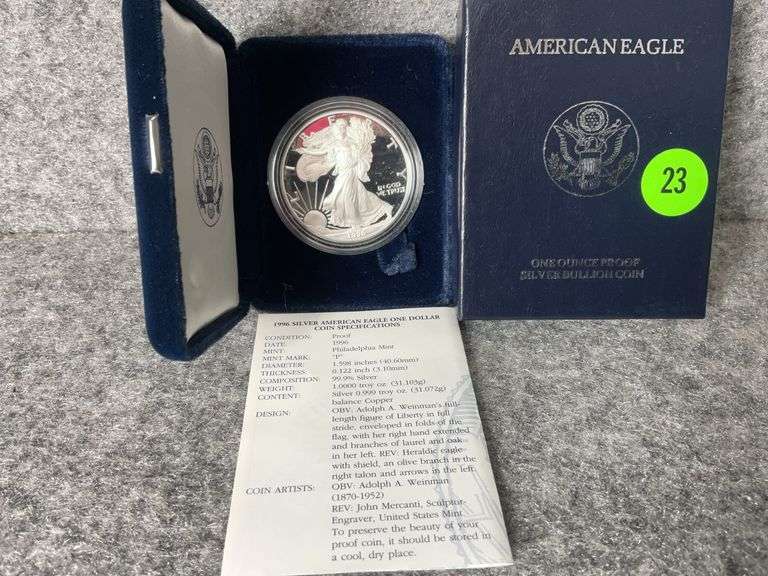 AMERICAN EAGLE
23
ONE OUNCE PROOF
SILVER BULLION COIN
IN GOD
WE TRUST
1996 SILVER AMERICAN EAGLE ONE DOLLAR
COIN SPECIFICATIONS
CONDITION: Proof
DATE: 1996
MINT: Philadelphia Mint
MINT MARK: "P"
DIAMETER: 1.598 inches (40.60mm)
THICKNESS: 0.122 inch (3.10mm)
COMPOSITION: 99.9% Silver
WEIGHT: 1.0000 troy oz. (31.103g)
CONTENT: Silver 0.999 troy oz. (31.072g)
balance Copper
DESIGN: OBV: Adolph A. Weinman's full-
length figure of Liberty in full
stride, enveloped in folds of the
flag, with her right hand extended
and branches of laurel and oak
in her left. REV: Heraldic eagle
with shield, an olive branch in the
right talon and arrows in the left.
COIN ARTISTS: OBV: Adolph A. Weinman
(1870-1952)
REV: John Mercanti, Sculptor-
Engraver, United States Mint
To preserve the beauty of your
proof coin, it should be stored in
a cool, dry place.